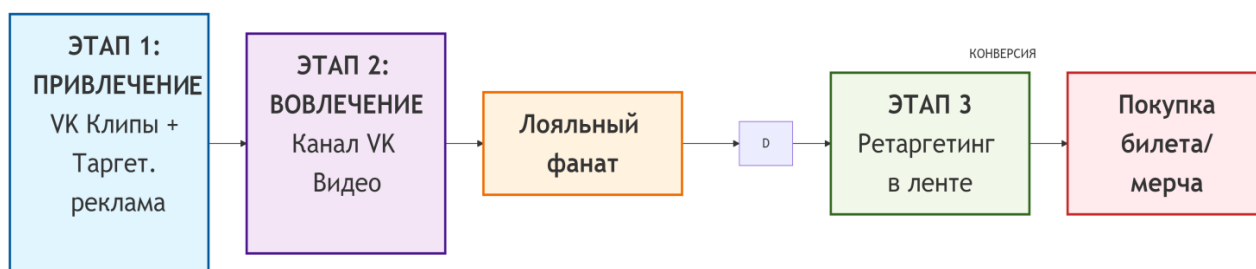 ЭТАП 1:
ПРИВЛЕЧЕНИЕ
VK Клипы +
Таргет.
реклама
ЭТАП 2:
ВОВЛЕЧЕНИЕ
Канал VK
Видео
Лояльный
фанат
D
КОНВЕРСИЯ
ЭТАП 3
Ретаргетинг
в ленте
Покупка
билета/
мерча